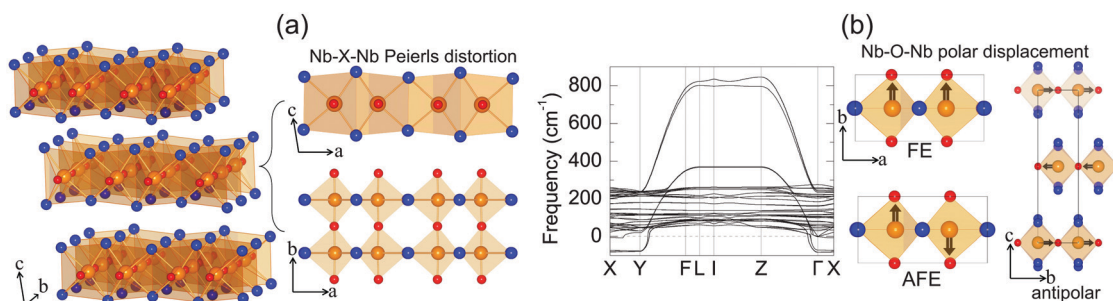 (a)
Nb-X-Nb Peierls distortion
c
a
b
a
c
b
Frequency (cm⁻¹)
800
600
400
200
0
X Y F L I Z Γ X
(b)
Nb-O-Nb polar displacement
b
a
FE
AFE
c
b
antipolar